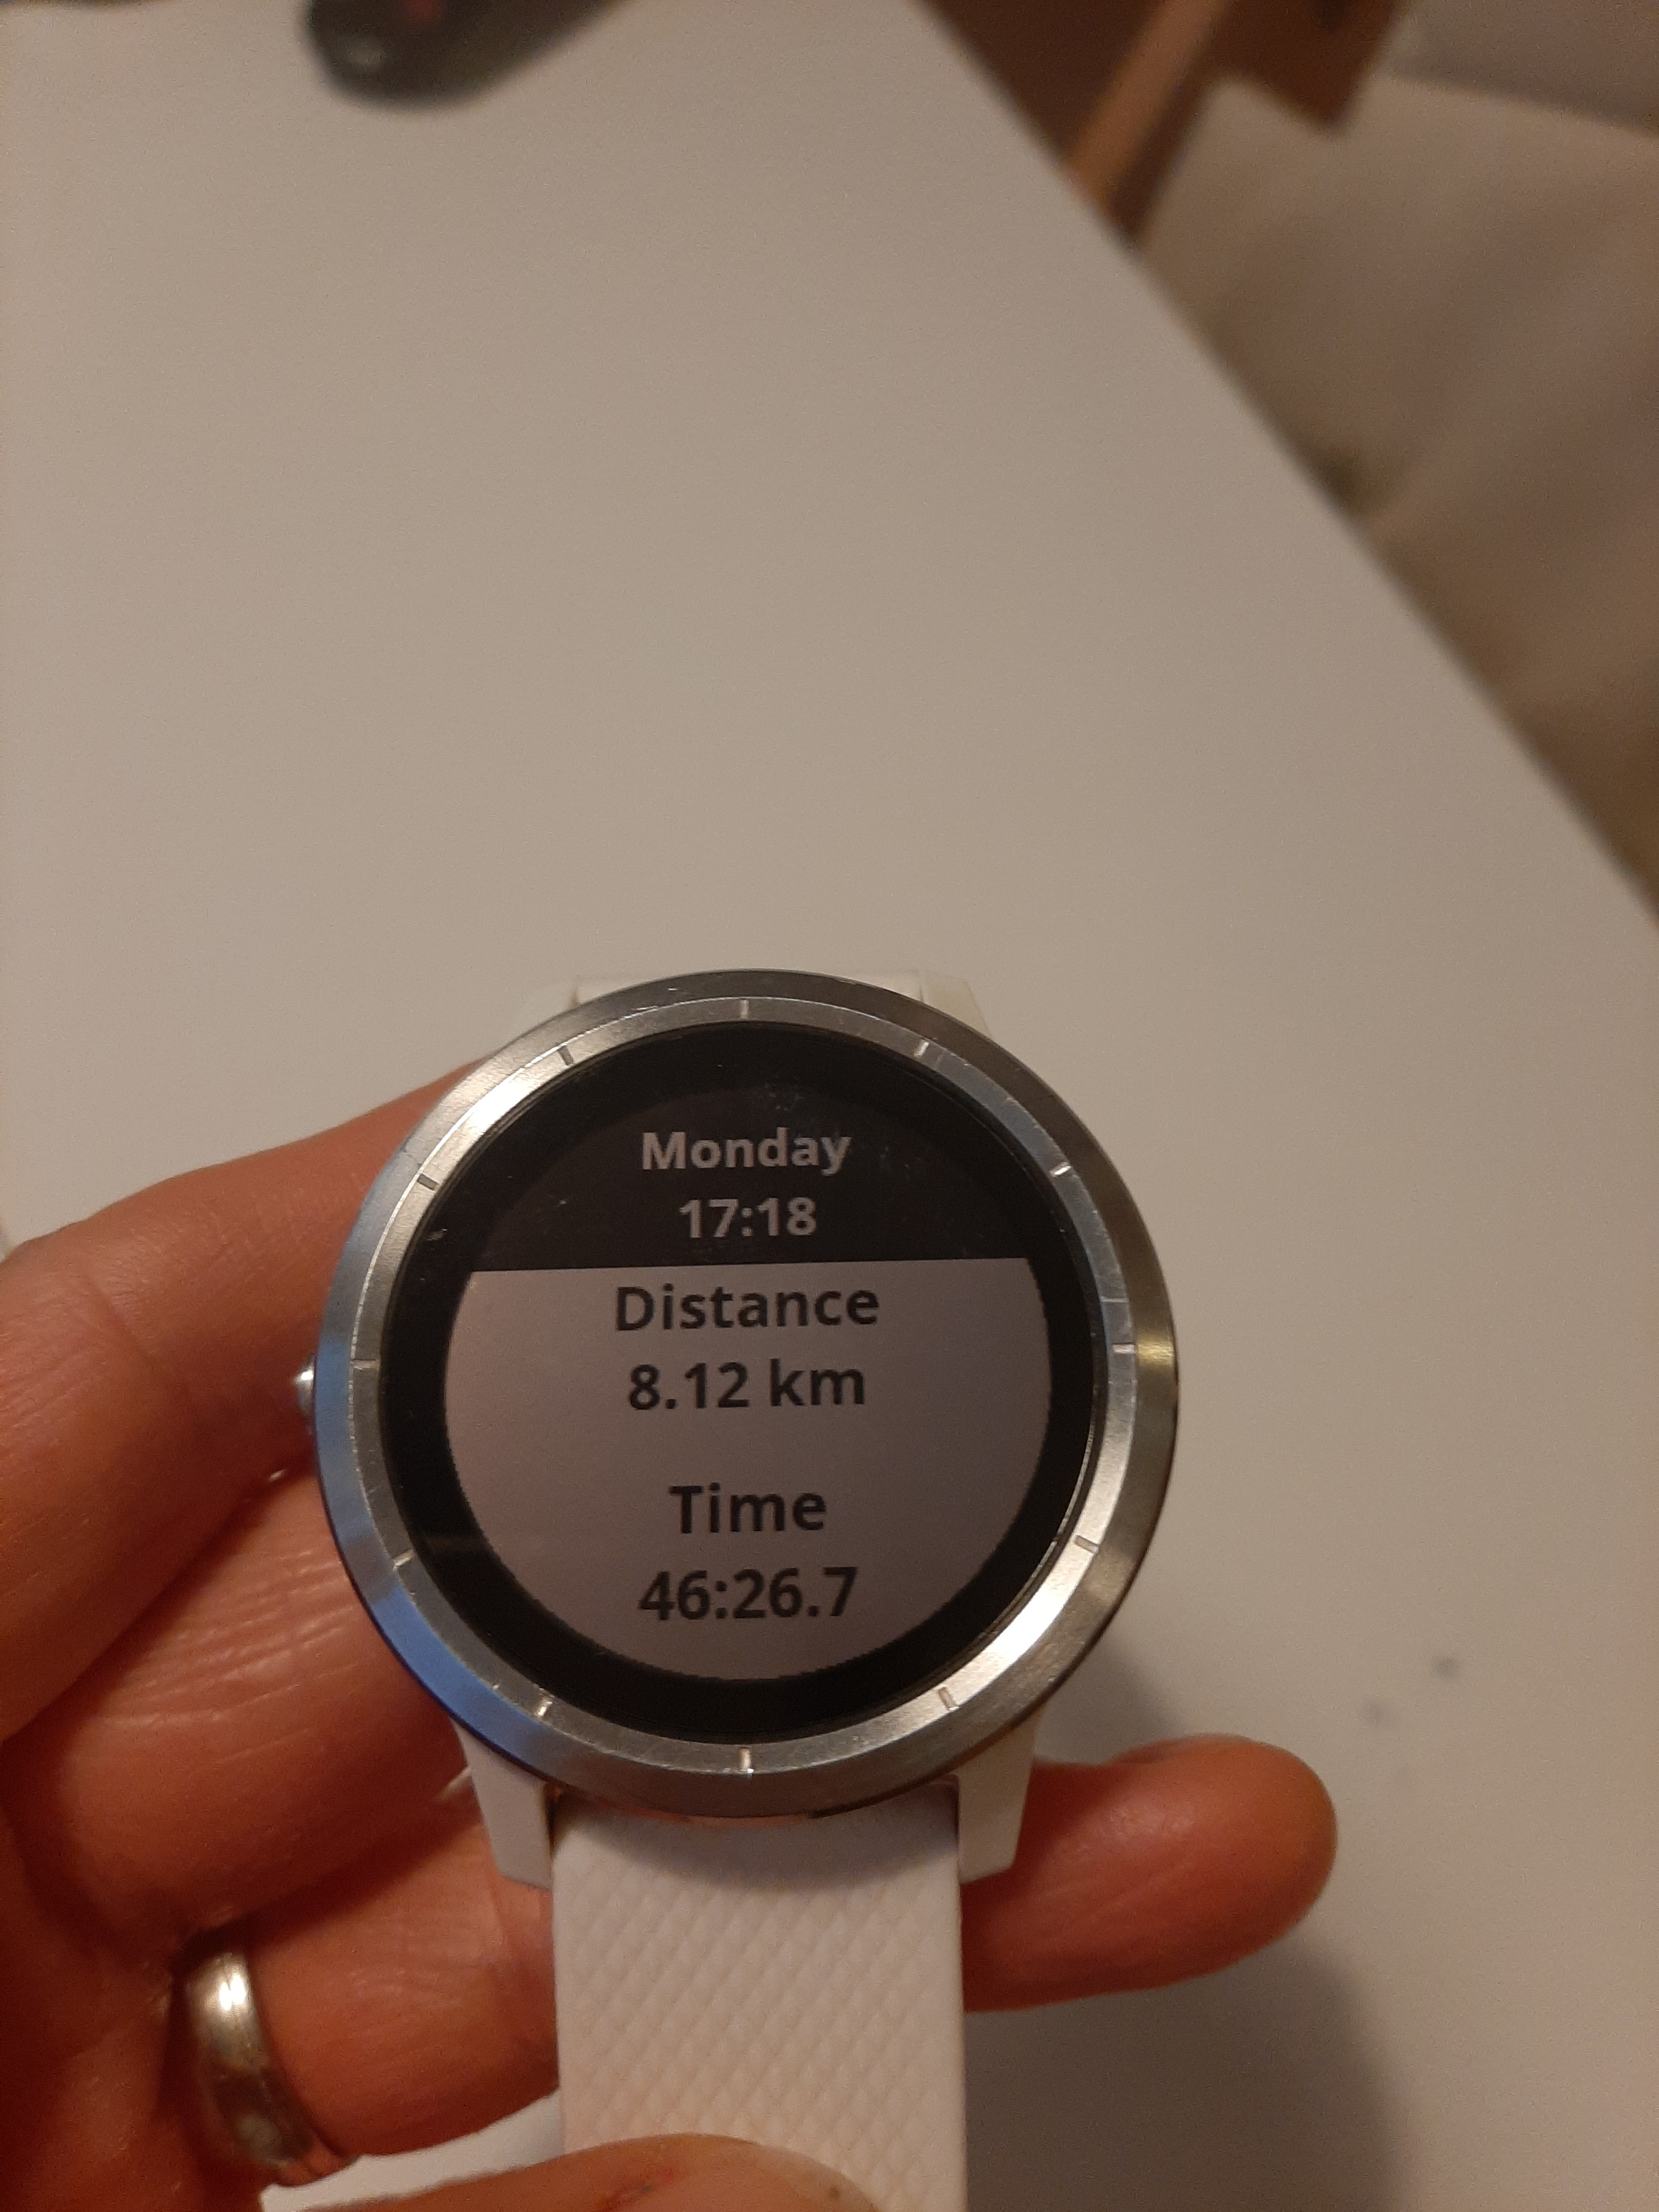 Monday
17:18
Distance
8.12 km
Time
46:26.7